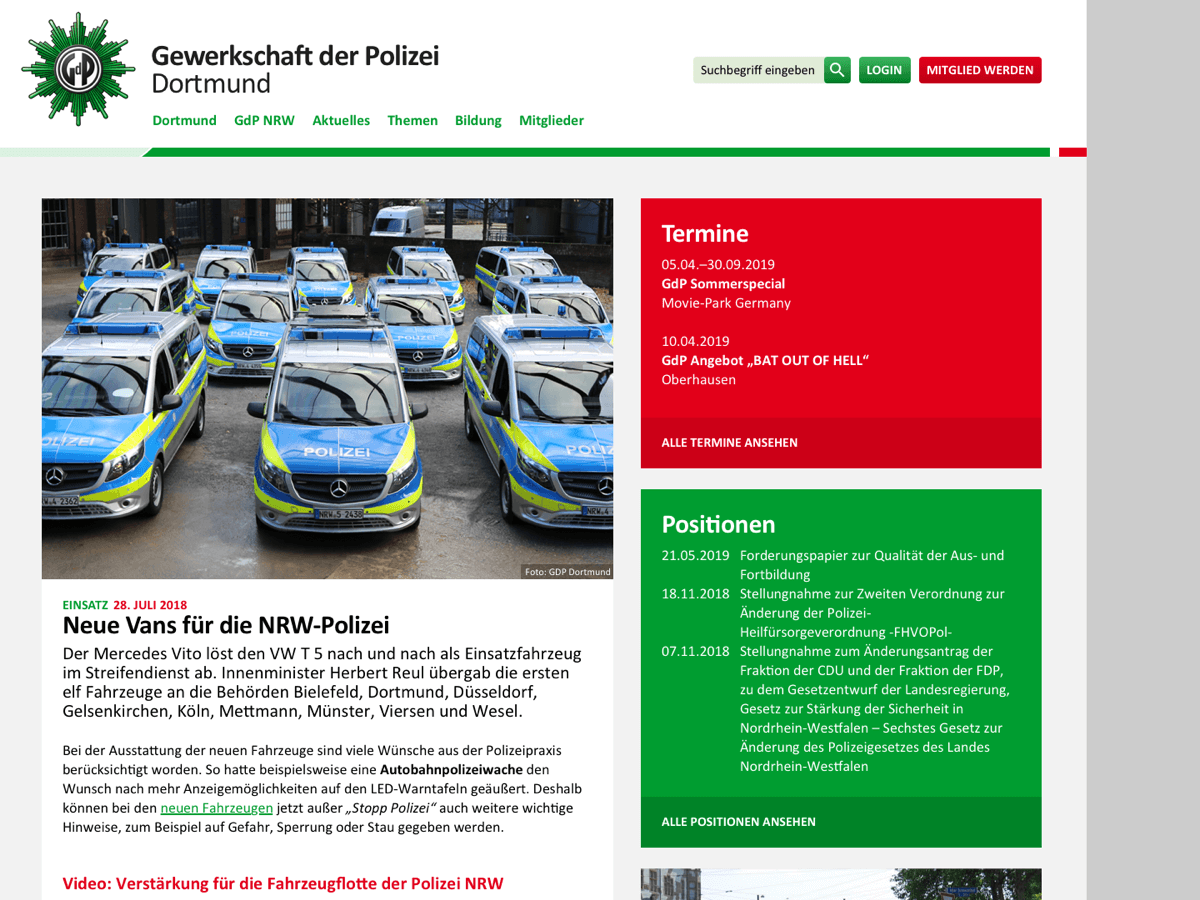 GdP
Gewerkschaft der Polizei
Dortmund
Suchbegriff eingeben
LOGIN
MITGLIED WERDEN
Dortmund GdP NRW Aktuelles Themen Bildung Mitglieder
POLIZEI
POLIZEI
NRW.5 2438
Foto: GDP Dortmund
EINSATZ 28. JULI 2018
Neue Vans für die NRW-Polizei
Der Mercedes Vito löst den VW T 5 nach und nach als Einsatzfahrzeug
im Streifendienst ab. Innenminister Herbert Reul übergab die ersten
elf Fahrzeuge an die Behörden Bielefeld, Dortmund, Düsseldorf,
Gelsenkirchen, Köln, Mettmann, Münster, Viersen und Wesel.
Bei der Ausstattung der neuen Fahrzeuge sind viele Wünsche aus der Polizeipraxis
berücksichtigt worden. So hatte beispielsweise eine Autobahnpolizeiwache den
Wunsch nach mehr Anzeigemöglichkeiten auf den LED-Warntafeln geäußert. Deshalb
können bei den neuen Fahrzeugen jetzt außer „Stopp Polizei“ auch weitere wichtige
Hinweise, zum Beispiel auf Gefahr, Sperrung oder Stau gegeben werden.
Video: Verstärkung für die Fahrzeugflotte der Polizei NRW
Termine
05.04.–30.09.2019
GdP Sommerspecial
Movie-Park Germany
10.04.2019
GdP Angebot „BAT OUT OF HELL“
Oberhausen
ALLE TERMINE ANSEHEN
Positionen
21.05.2019 Forderungspapier zur Qualität der Aus- und
Fortbildung
18.11.2018 Stellungnahme zur Zweiten Verordnung zur
Änderung der Polizei-
Heilfürsorgeverordnung -FHVOPol-
07.11.2018 Stellungnahme zum Änderungsantrag der
Fraktion der CDU und der Fraktion der FDP,
zu dem Gesetzentwurf der Landesregierung,
Gesetz zur Stärkung der Sicherheit in
Nordrhein-Westfalen – Sechstes Gesetz zur
Änderung des Polizeigesetzes des Landes
Nordrhein-Westfalen
ALLE POSITIONEN ANSEHEN